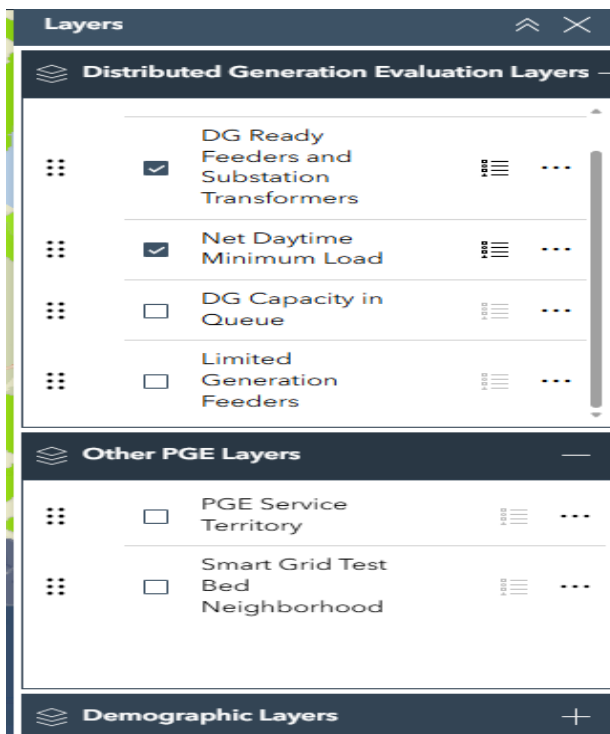 Layers
Distributed Generation Evaluation Layers
DG Ready
Feeders and
Substation
Transformers
Net Daytime
Minimum Load
DG Capacity in
Queue
Limited
Generation
Feeders
Other PGE Layers
PGE Service
Territory
Smart Grid Test
Bed
Neighborhood
Demographic Layers